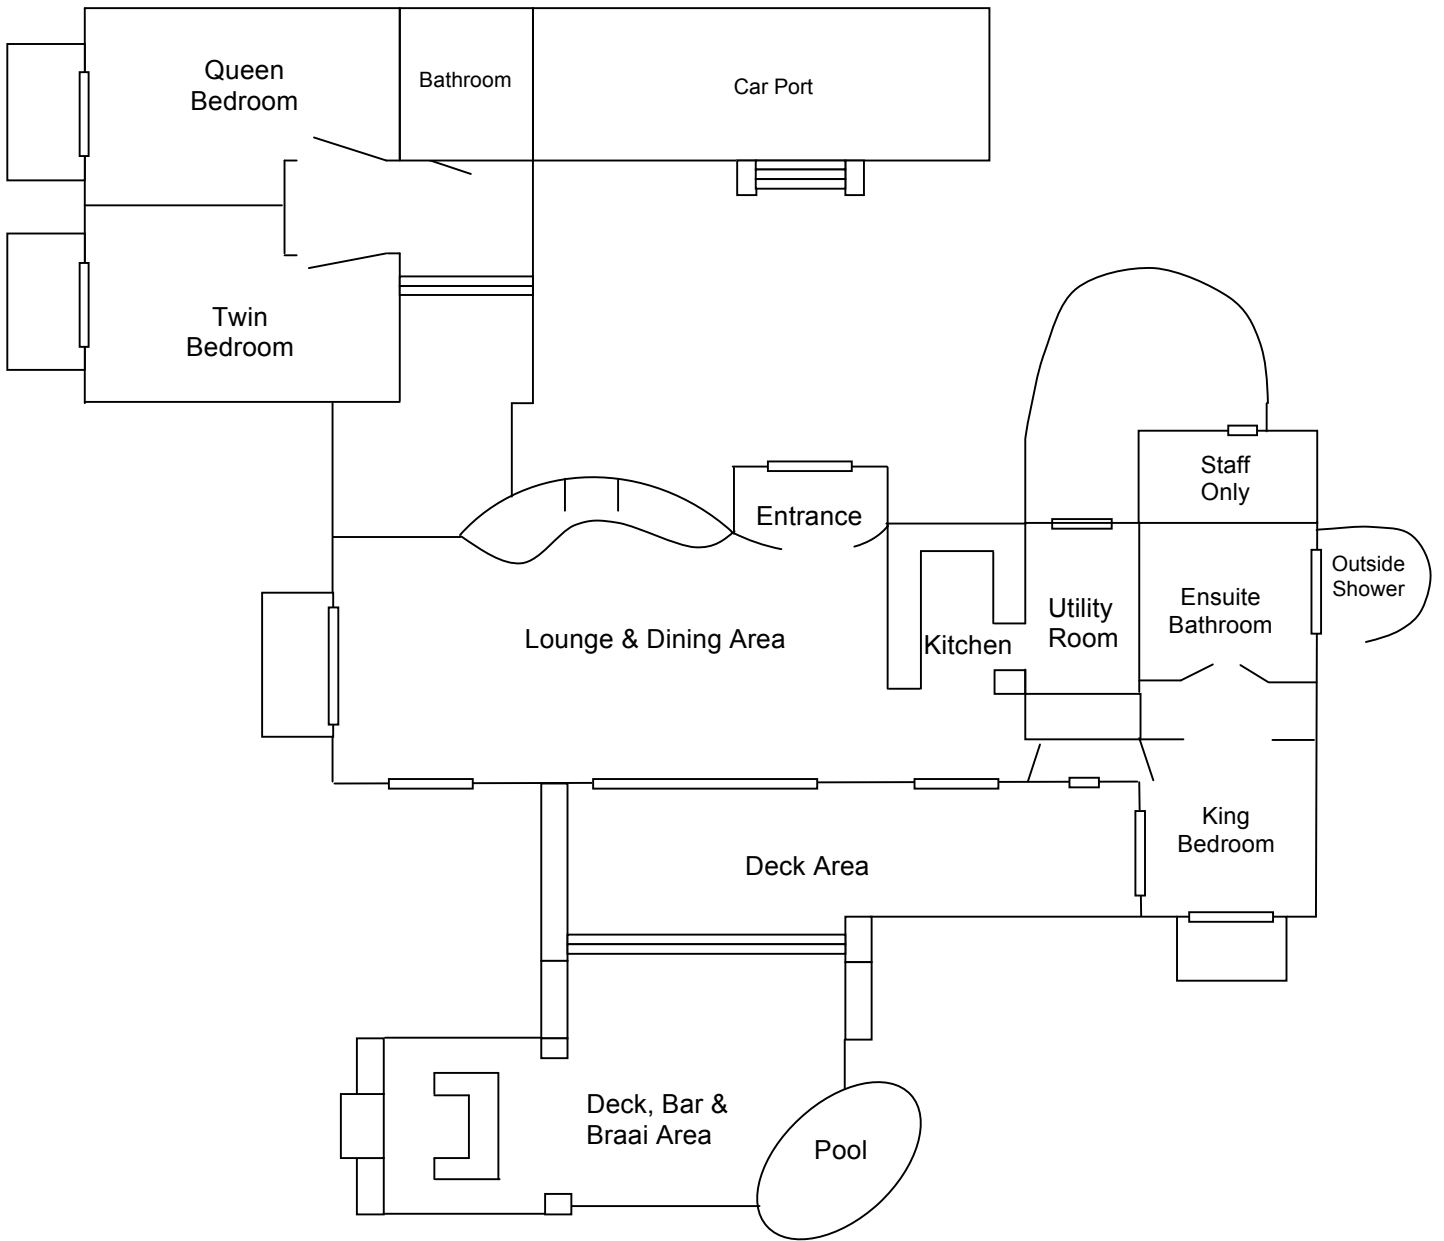 Queen
Bedroom
Bathroom
Car Port
Twin
Bedroom
Staff
Only
Entrance
Outside
Shower
Ensuite
Bathroom
Utility
Room
Kitchen
Lounge & Dining Area
King
Bedroom
Deck Area
Deck, Bar &
Braai Area
Pool